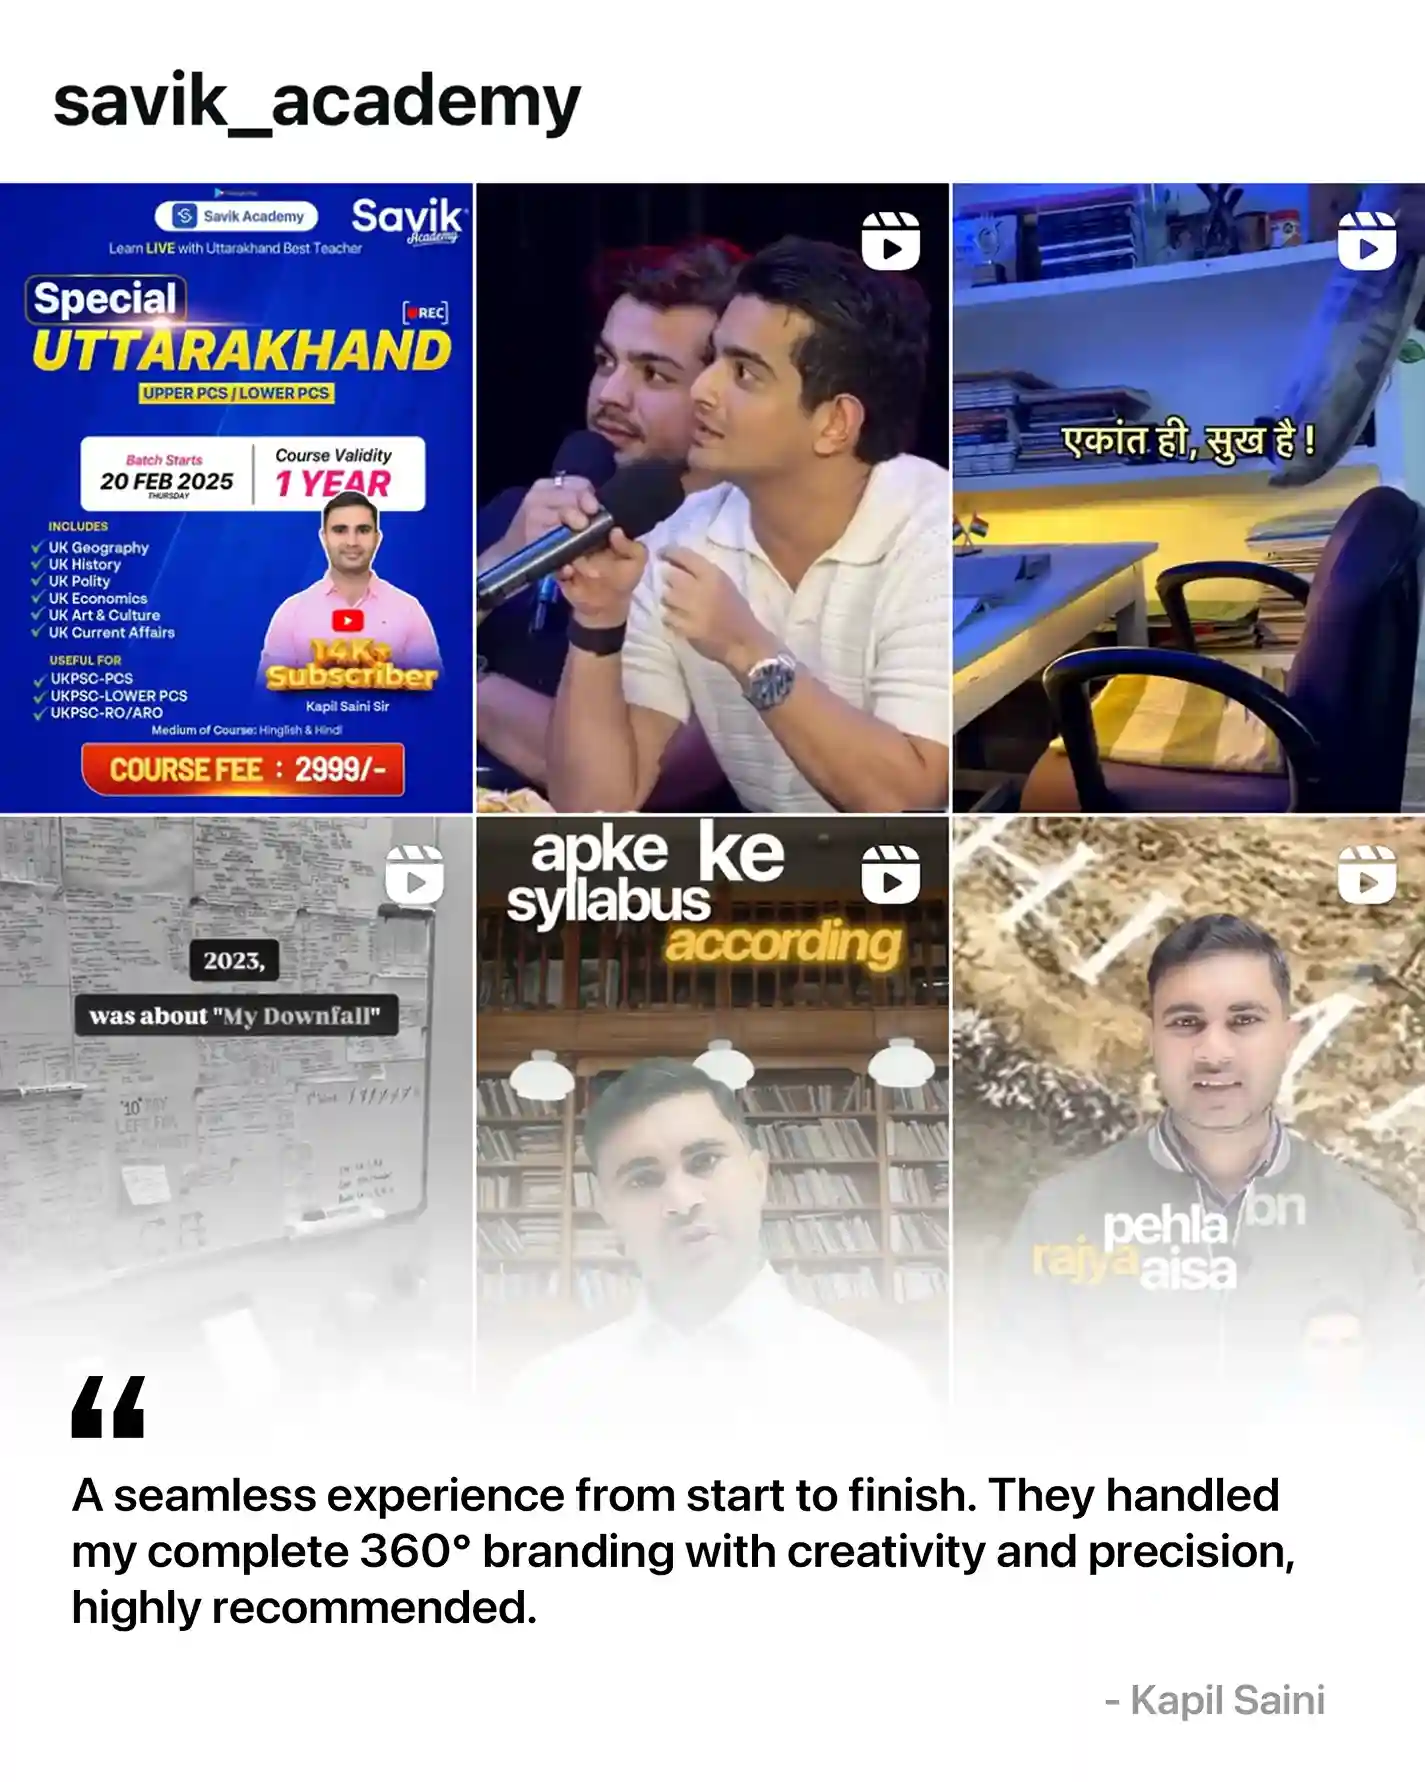 savik_academy
Savik Academy
Savik
Academy
Learn LIVE with Uttarakhand Best Teacher
Special
REC
UTTARAKHAND
UPPER PCS / LOWER PCS
Batch Starts
20 FEB 2025
THURSDAY
Course Validity
1 YEAR
INCLUDES
UK Geography
UK History
UK Polity
UK Economics
UK Art & Culture
UK Current Affairs
USEFUL FOR
UKPSC-PCS
UKPSC-LOWER PCS
UKPSC-RO/ARO
14K+
Subscriber
Kapil Saini Sir
Medium of Course: Hinglish & Hindi
COURSE FEE : 2999/-
एकांत ही, सुख है !
2023,
was about "My Downfall"
apke ke
syllabus
according
pehla bn
rajya aisa
“
A seamless experience from start to finish. They handled
my complete 360° branding with creativity and precision,
highly recommended.
- Kapil Saini